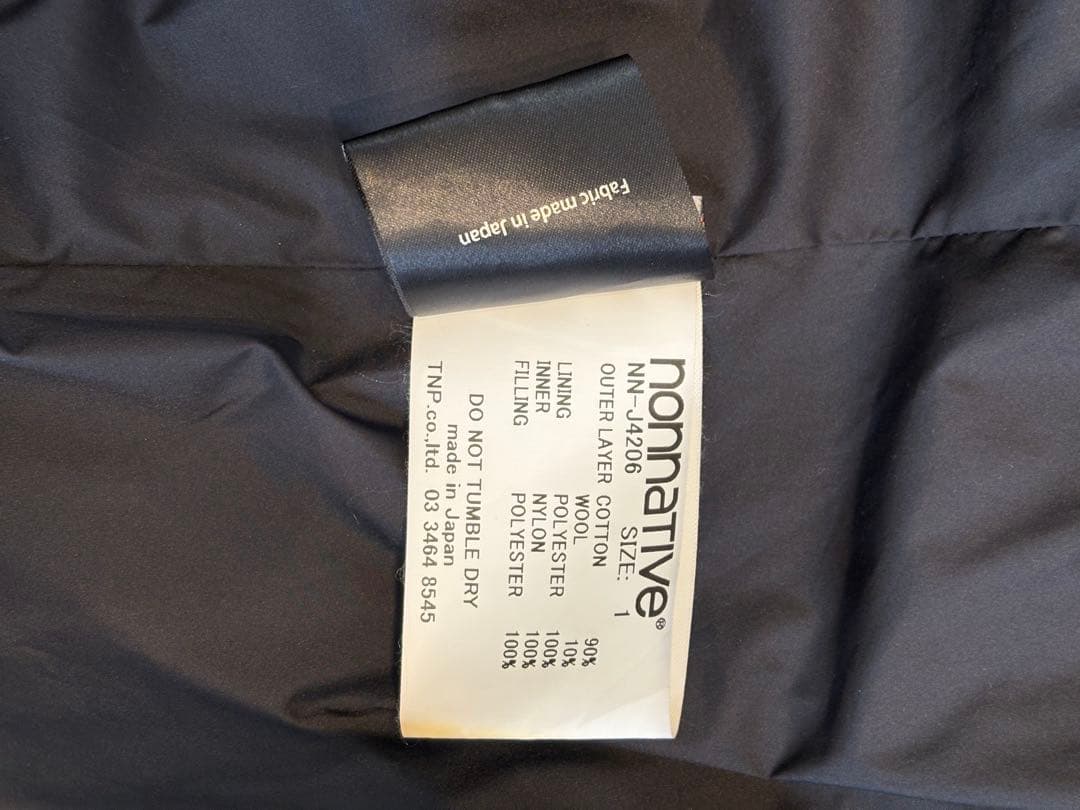 Fabric made in Japan
nonnative®
NN-J4206 SIZE: 1
OUTER LAYER COTTON 90%
WOOL 10%
LINING POLYESTER 100%
INNER NYLON 100%
FILLING POLYESTER 100%
DO NOT TUMBLE DRY
made in Japan
TNP.co.,ltd. 03 3464 8545